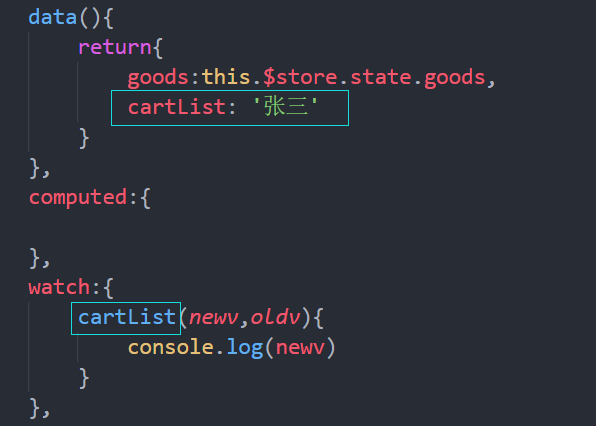 data(){
return{
goods:this.$store.state.goods,
cartList: '张三'
}
},
computed:{
},
watch:{
cartList(newv,oldv){
console.log(newv)
}
},